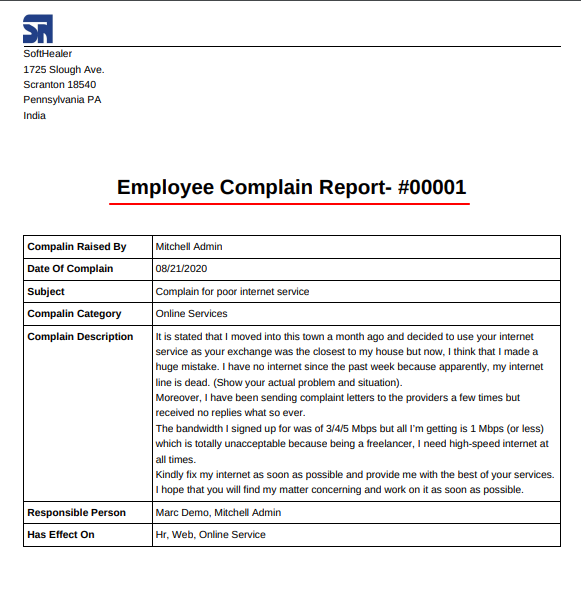 SH
SoftHealer
1725 Slough Ave.
Scranton 18540
Pennsylvania PA
India
Employee Complain Report- #00001
Compalin Raised By Mitchell Admin
Date Of Complain 08/21/2020
Subject Complain for poor internet service
Compalin Category Online Services
Complain Description It is stated that I moved into this town a month ago and decided to use your internet
service as your exchange was the closest to my house but now, I think that I made a
huge mistake. I have no internet since the past week because apparently, my internet
line is dead. (Show your actual problem and situation).
Moreover, I have been sending complaint letters to the providers a few times but
received no replies what so ever.
The bandwidth I signed up for was of 3/4/5 Mbps but all I'm getting is 1 Mbps (or less)
which is totally unacceptable because being a freelancer, I need high-speed internet at
all times.
Kindly fix my internet as soon as possible and provide me with the best of your services.
I hope that you will find my matter concerning and work on it as soon as possible.
Responsible Person Marc Demo, Mitchell Admin
Has Effect On Hr, Web, Online Service